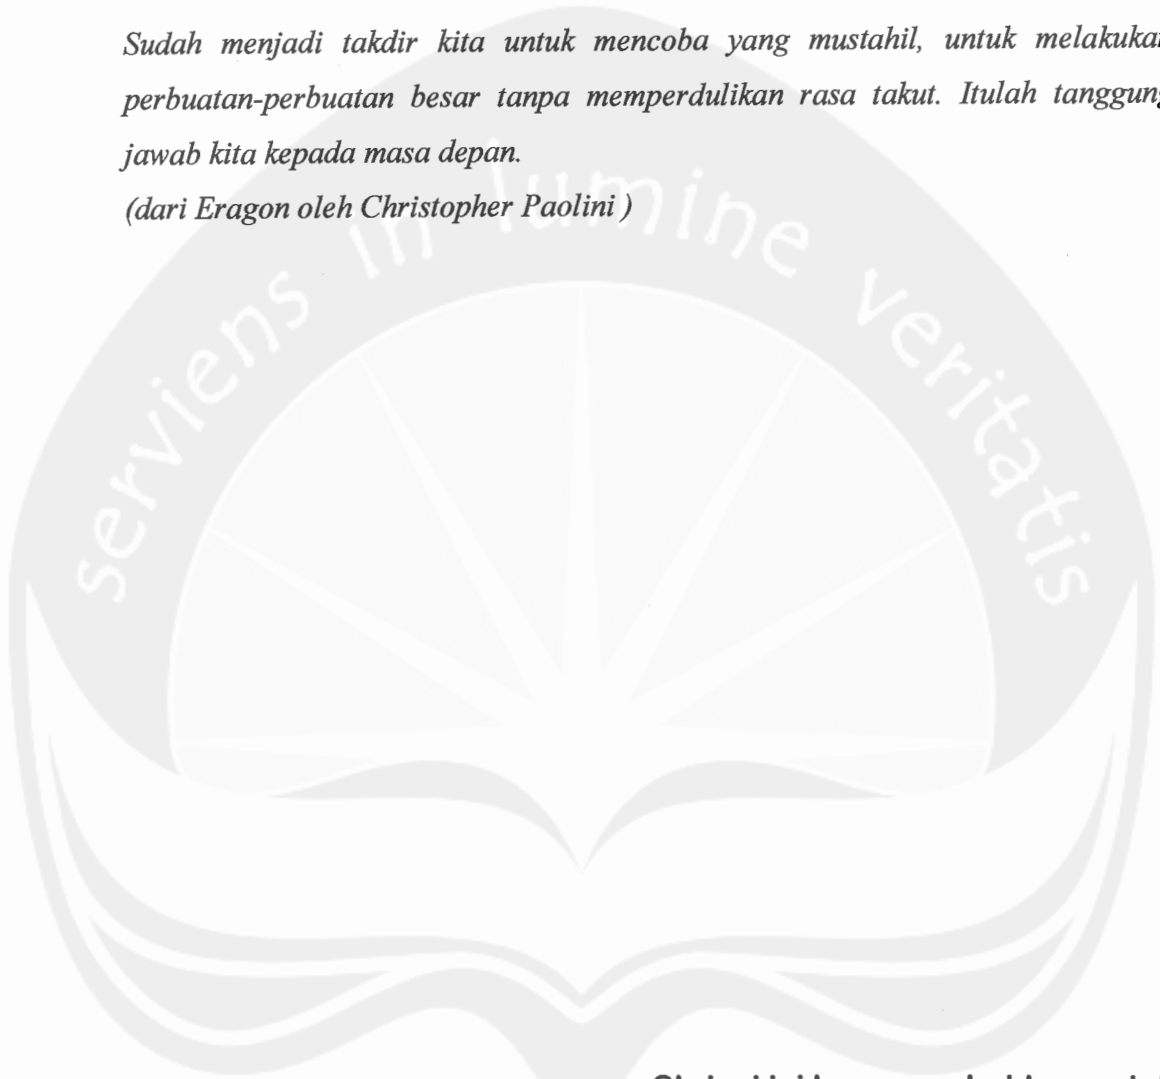 Sudah menjadi takdir kita untuk mencoba yang mustahil, untuk melakukan
perbuatan-perbuatan besar tanpa memperdulikan rasa takut. Itulah tanggung
jawab kita kepada masa depan.
(dari Eragon oleh Christopher Paolini )
serviens in lumine veritatis